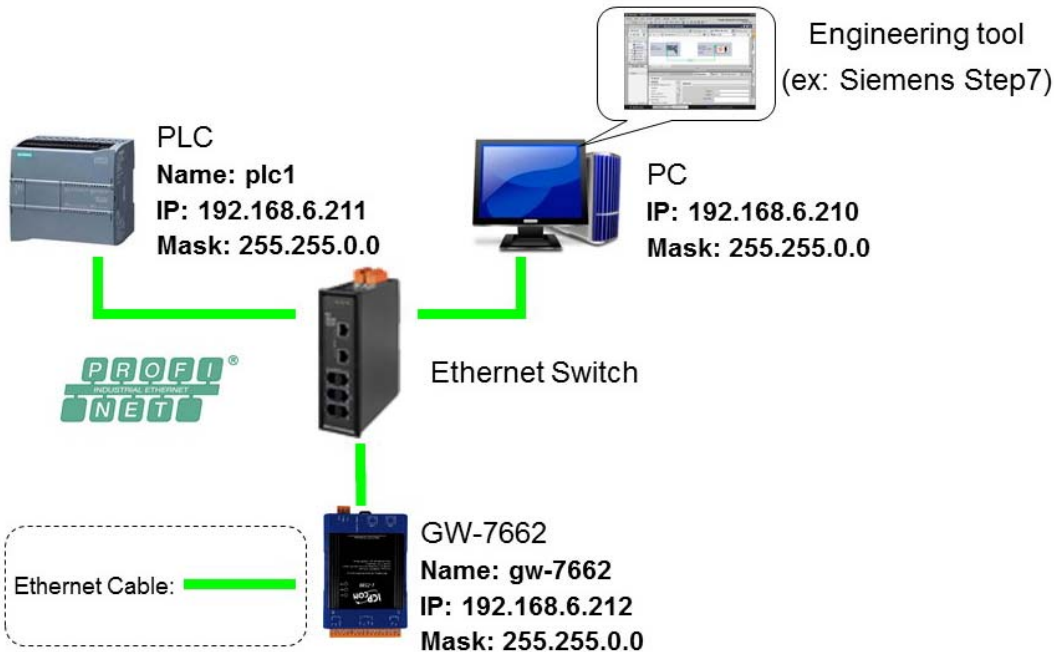 Engineering tool
(ex: Siemens Step7)
PLC
Name: plc1
IP: 192.168.6.211
Mask: 255.255.0.0
PC
IP: 192.168.6.210
Mask: 255.255.0.0
PROFI®
INDUSTRIAL ETHERNET
NET
Ethernet Switch
Ethernet Cable:
GW-7662
Name: gw-7662
IP: 192.168.6.212
Mask: 255.255.0.0
ICP CON